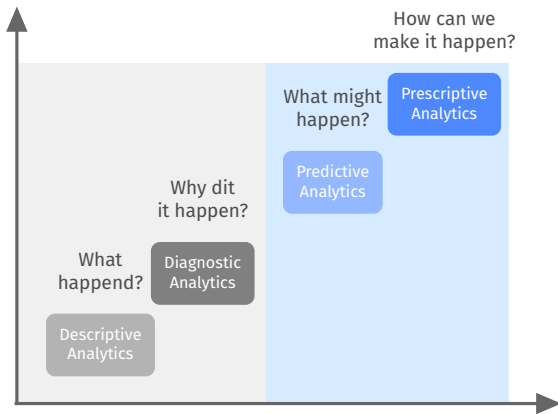 How can we
make it happen?
Prescriptive
Analytics
What might
happen?
Predictive
Analytics
Why dit
it happen?
Diagnostic
Analytics
What
happend?
Descriptive
Analytics